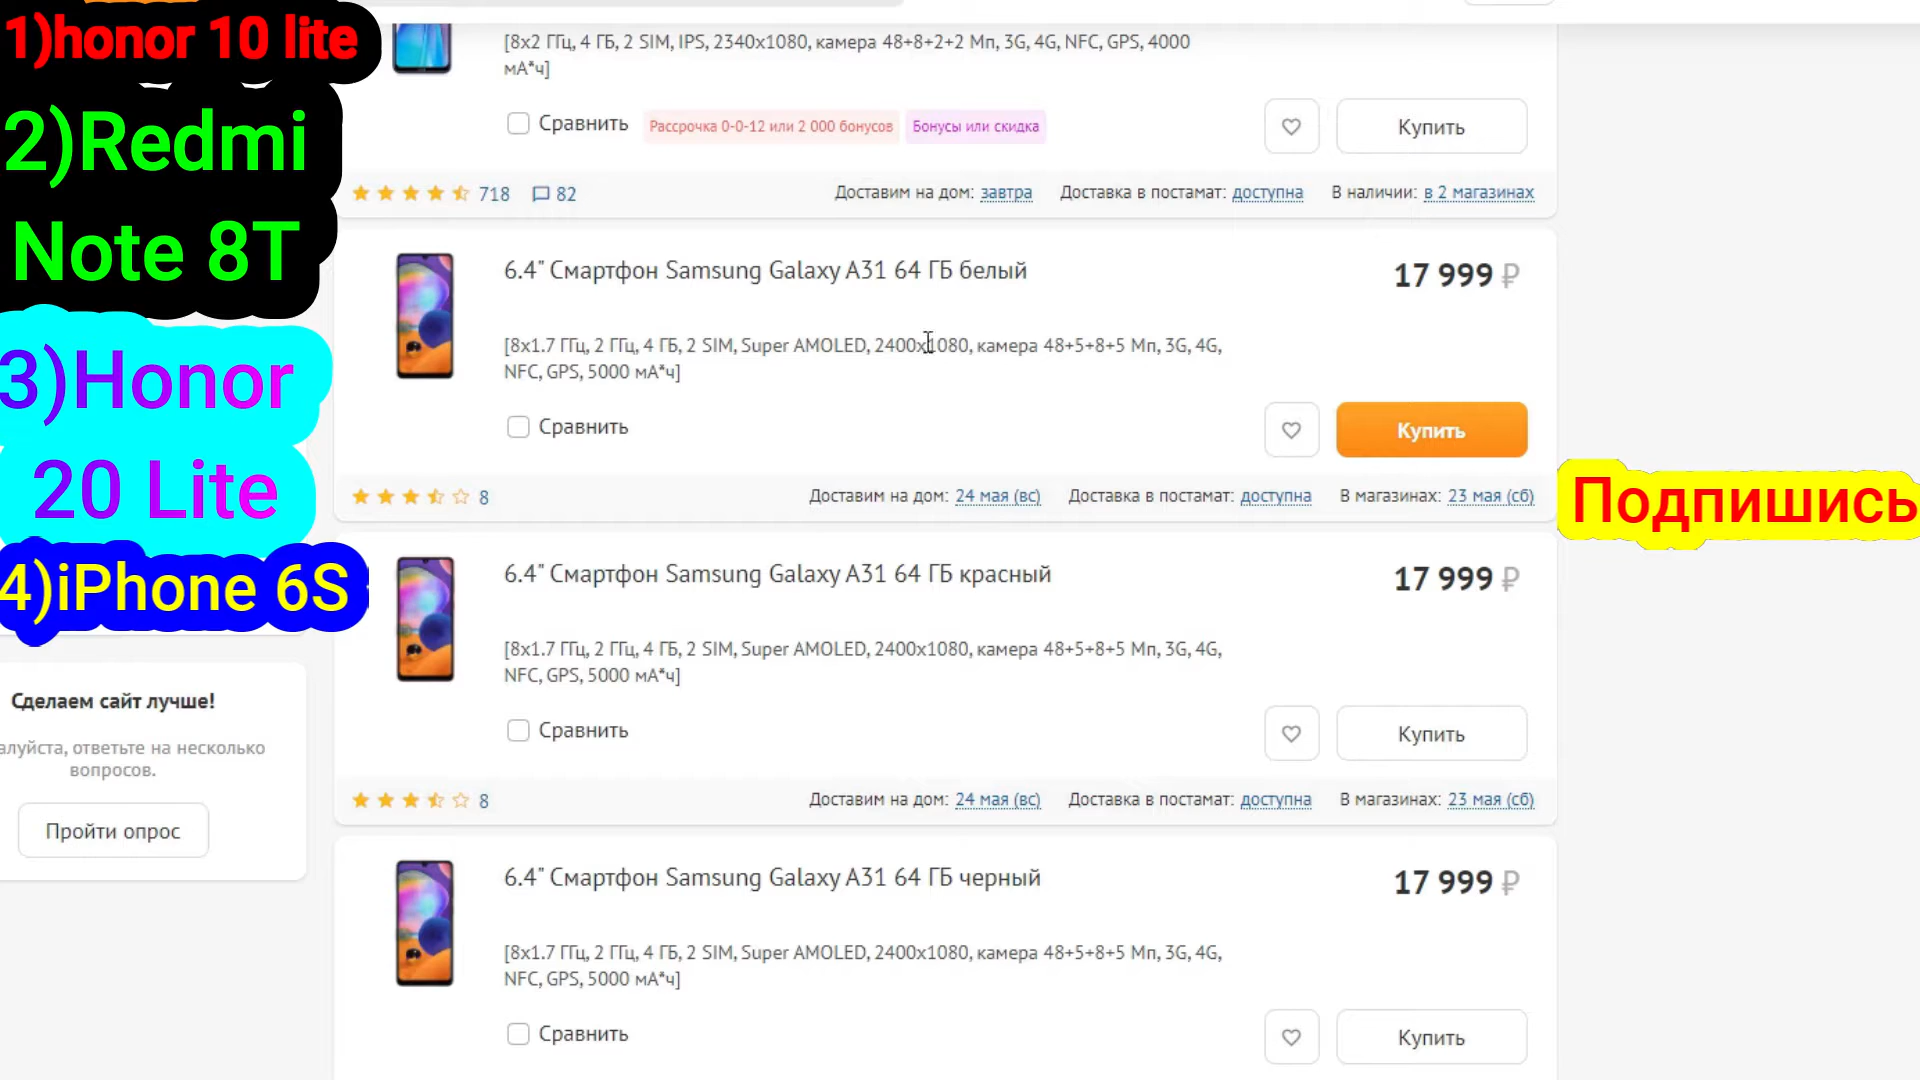 1)honor 10 lite
2)Redmi
Note 8T
3)Honor
20 Lite
4)iPhone 6S
[8x2 ГГц, 4 ГБ, 2 SIM, IPS, 2340x1080, камера 48+8+2+2 Мп, 3G, 4G, NFC, GPS, 4000
мА*ч]
Сравнить
Рассрочка 0-0-12 или 2 000 бонусов
Бонусы или скидка
Купить
718
82
Доставим на дом: завтра
Доставка в постамат: доступна
В наличии: в 2 магазинах
6.4" Смартфон Samsung Galaxy A31 64 ГБ белый
17 999 ₽
[8x1.7 ГГц, 2 ГГц, 4 ГБ, 2 SIM, Super AMOLED, 2400x1080, камера 48+5+8+5 Мп, 3G, 4G,
NFC, GPS, 5000 мА*ч]
Сравнить
Купить
8
Доставим на дом: 24 мая (вс)
Доставка в постамат: доступна
В магазинах: 23 мая (сб)
Подпишись
6.4" Смартфон Samsung Galaxy A31 64 ГБ красный
17 999 ₽
[8x1.7 ГГц, 2 ГГц, 4 ГБ, 2 SIM, Super AMOLED, 2400x1080, камера 48+5+8+5 Мп, 3G, 4G,
NFC, GPS, 5000 мА*ч]
Сравнить
Купить
8
Доставим на дом: 24 мая (вс)
Доставка в постамат: доступна
В магазинах: 23 мая (сб)
Сделаем сайт лучше!
ответьте на несколько
вопросов.
Пройти опрос
6.4" Смартфон Samsung Galaxy A31 64 ГБ черный
17 999 ₽
[8x1.7 ГГц, 2 ГГц, 4 ГБ, 2 SIM, Super AMOLED, 2400x1080, камера 48+5+8+5 Мп, 3G, 4G,
NFC, GPS, 5000 мА*ч]
Сравнить
Купить